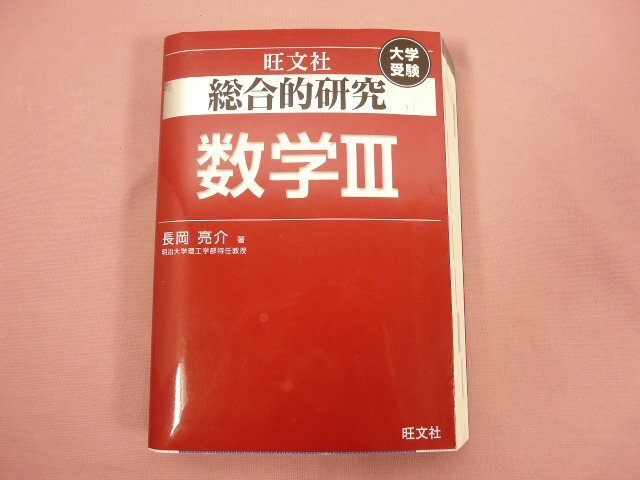 大学
受験
旺文社
総合的研究
数学III
長岡 亮介 著
明治大学理工学部特任教授
旺文社